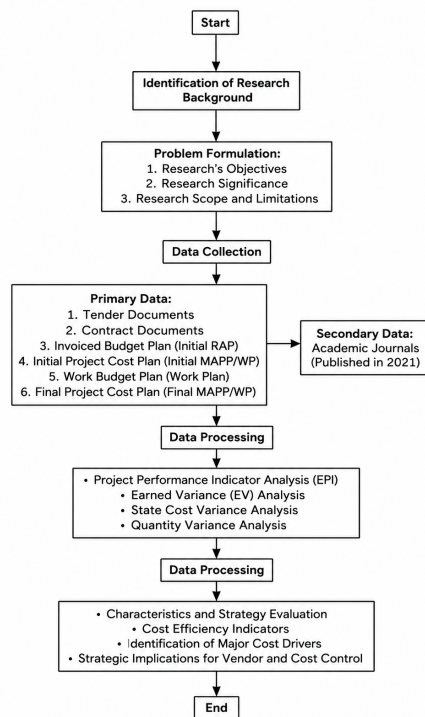 Start
Identification of Research
Background
Problem Formulation:
1. Research's Objectives
2. Research Significance
3. Research Scope and Limitations
Data Collection
Primary Data:
1. Tender Documents
2. Contract Documents
3. Invoiced Budget Plan (Initial RAP)
4. Initial Project Cost Plan (Initial MAPP/WP)
5. Work Budget Plan (Work Plan)
6. Final Project Cost Plan (Final MAPP/WP)
Secondary Data:
Academic Journals
(Published in 2021)
Data Processing
• Project Performance Indicator Analysis (EPI)
• Earned Variance (EV) Analysis
• State Cost Variance Analysis
• Quantity Variance Analysis
Data Processing
• Characteristics and Strategy Evaluation
• Cost Efficiency Indicators
• Identification of Major Cost Drivers
• Strategic Implications for Vendor and Cost Control
End